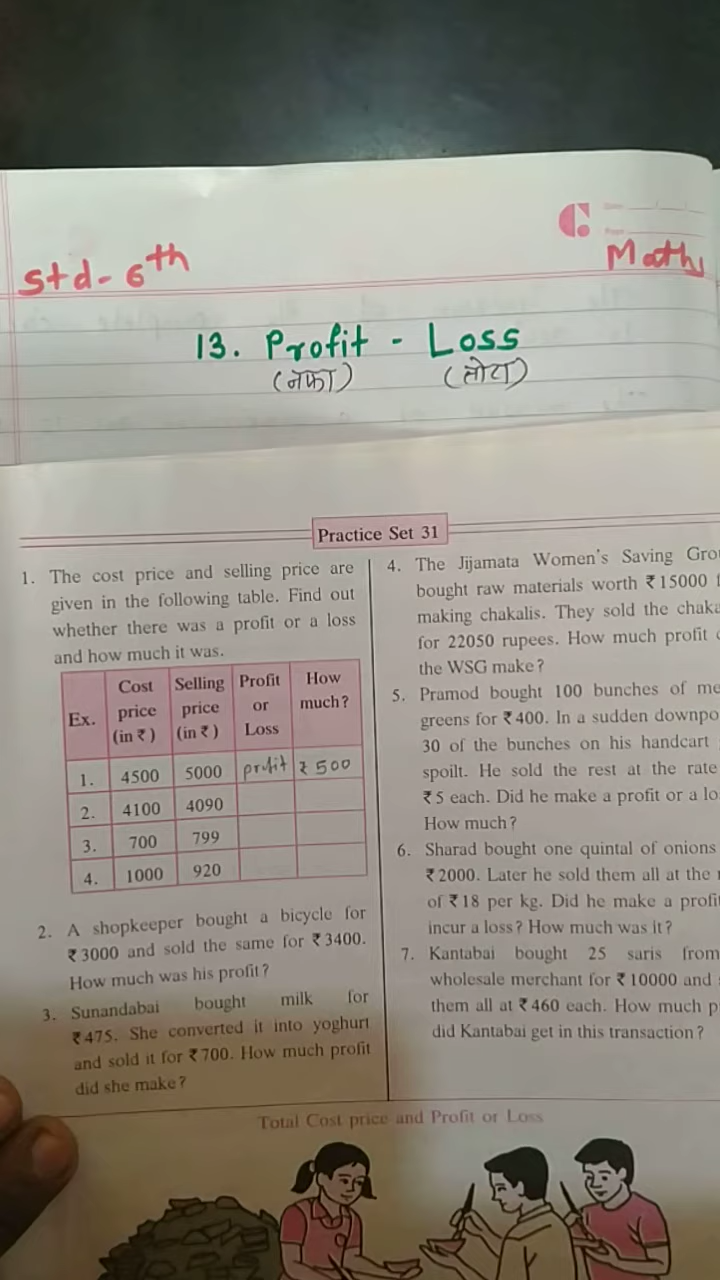 Std - 6th
Maths
13. Profit - Loss
(नफा) (तोटा)
Practice Set 31
1. The cost price and selling price are
given in the following table. Find out
whether there was a profit or a loss
and how much it was.
Ex. Cost price (in ₹) Selling price (in ₹) Profit or Loss How much?
1. 4500 5000 profit ₹ 500
2. 4100 4090
3. 700 799
4. 1000 920
2. A shopkeeper bought a bicycle for
₹ 3000 and sold the same for ₹ 3400.
How much was his profit?
3. Sunandabai bought milk for
₹ 475. She converted it into yoghurt
and sold it for ₹ 700. How much profit
did she make?
4. The Jijamata Women's Saving
bought raw materials worth ₹ 15000
making chakalis. They sold the
for 22050 rupees. How much profit
the WSG make?
5. Pramod bought 100 bunches of
greens for ₹ 400. In a sudden
30 of the bunches on his handcart
spoilt. He sold the rest at the rate
₹ 5 each. Did he make a profit or a
How much?
6. Sharad bought one quintal of onions
₹ 2000. Later he sold them all at the
of ₹ 18 per kg. Did he make a
incur a loss? How much was it?
7. Kantabai bought 25 saris from
wholesale merchant for ₹ 10000 and
them all at ₹ 460 each. How much
did Kantabai get in this transaction?
Total Cost price and Profit or Loss